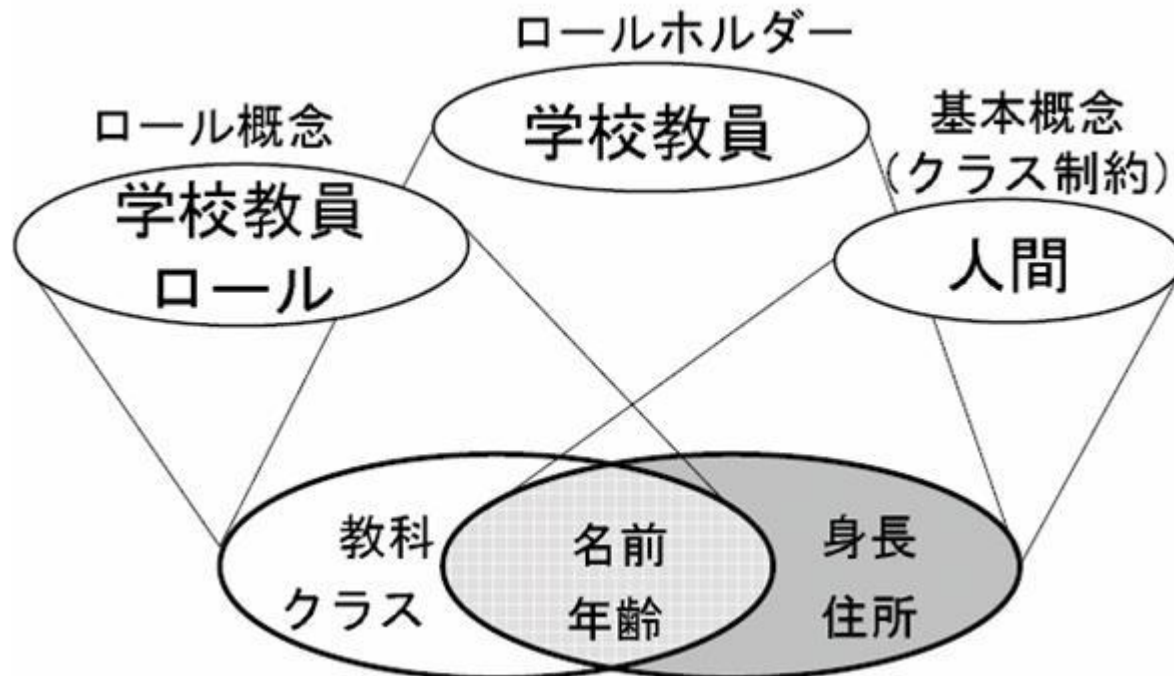 ロールホルダー
学校教員
ロール概念
学校教員
ロール
基本概念
(クラス制約)
人間
教科
クラス
名前
年齢
身長
住所